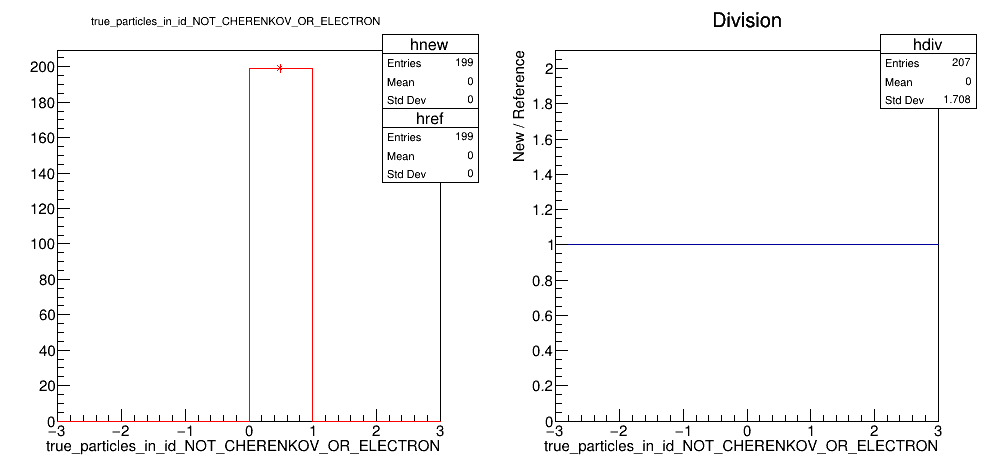 true_particles_in_id_NOT_CHERENKOV_OR_ELECTRON
hnew
Entries 199
Mean 0
Std Dev 0
href
Entries 199
Mean 0
Std Dev 0
200
180
160
140
120
100
80
60
40
20
0
−3 −2 −1 0 1 2 3
true_particles_in_id_NOT_CHERENKOV_OR_ELECTRON
Division
hdiv
Entries 207
Mean 0
Std Dev 1.708
New / Reference
2
1.8
1.6
1.4
1.2
1
0.8
0.6
0.4
0.2
0
−3 −2 −1 0 1 2 3
true_particles_in_id_NOT_CHERENKOV_OR_ELECTRON